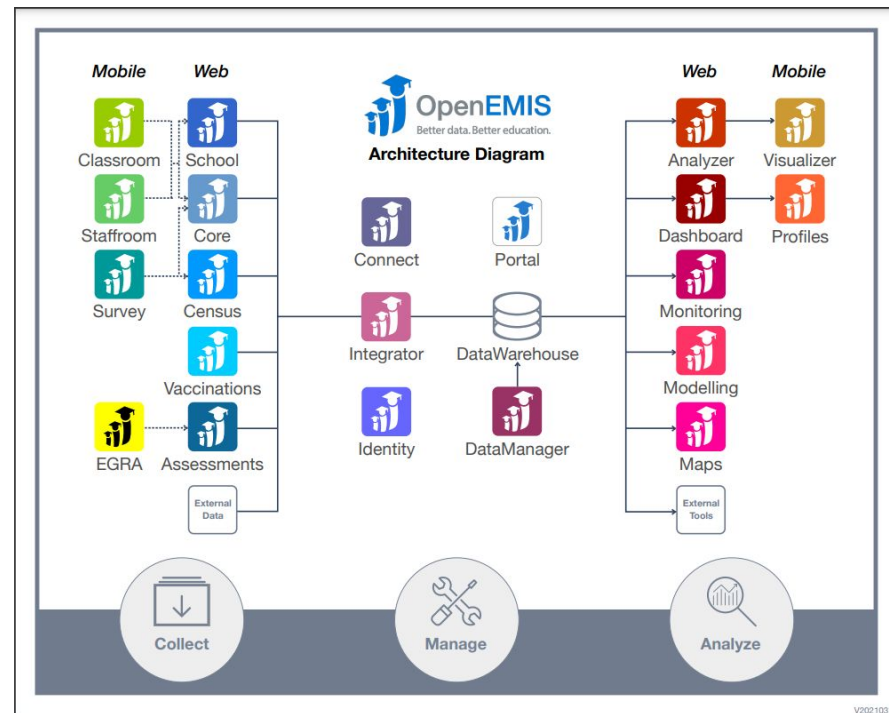 Mobile Web
Web Mobile
OpenEMIS
Better data. Better education.
Architecture Diagram
Classroom School
Analyzer Visualizer
Staffroom Core
Connect Portal
Dashboard Profiles
Survey Census
Integrator DataWarehouse
Monitoring
Vaccinations
Modelling
EGRA Assessments
Identity DataManager
Maps
External
Data
External
Tools
Collect
Manage
Analyze
V202103